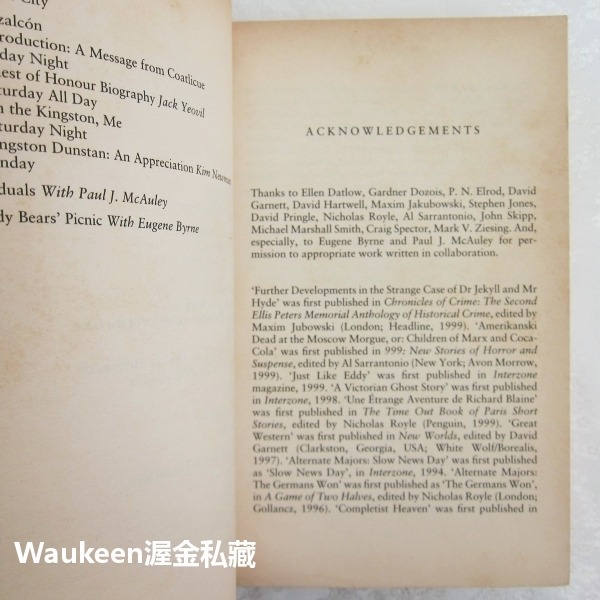 City
zalcón
roduction: A Message from Coatlicue
day Night
est of Honour Biography Jack Yeovil
turday All Day
n the Kingston, Me
turday Night
ngston Dunstan: An Appreciation Kim Newman
nday
duals With Paul J. McAuley
dy Bears' Picnic With Eugene Byrne
ACKNOWLEDGEMENTS
Thanks to Ellen Datlow, Gardner Dozois, P. N. Elrod, David
Garnett, David Hartwell, Maxim Jakubowski, Stephen Jones,
David Pringle, Nicholas Royle, Al Sarrantonio, John Skipp,
Michael Marshall Smith, Craig Spector, Mark V. Ziesing. And,
especially, to Eugene Byrne and Paul J. McAuley for per-
mission to appropriate work written in collaboration.
'Further Developments in the Strange Case of Dr Jekyll and Mr
Hyde' was first published in Chronicles of Crime: The Second
Ellis Peters Memorial Anthology of Historical Crime, edited by
Maxim Jubowski (London; Headline, 1999). 'Amerikanski
Dead at the Moscow Morgue, or: Children of Marx and Coca-
Cola' was first published in 999: New Stories of Horror and
Suspense, edited by Al Sarrantonio (New York; Avon Morrow,
1999). 'Just Like Eddy' was first published in Interzone
magazine, 1999. 'A Victorian Ghost Story' was first published
in Interzone, 1998. 'Une Étrange Aventure de Richard Blaine'
was first published in The Time Out Book of Paris Short
Stories, edited by Nicholas Royle (Penguin, 1999). 'Great
Western' was first published in New Worlds, edited by David
Garnett (Clarkston, Georgia, USA; White Wolf/Borealis,
1997). 'Alternate Majors: Slow News Day' was first published
as 'Slow News Day', in Interzone, 1994. 'Alternate Majors:
The Germans Won' was first published as 'The Germans Won',
in A Game of Two Halves, edited by Nicholas Royle (London;
Gollancz, 1996). 'Completist Heaven' was first published in
Waukeen渥金私藏